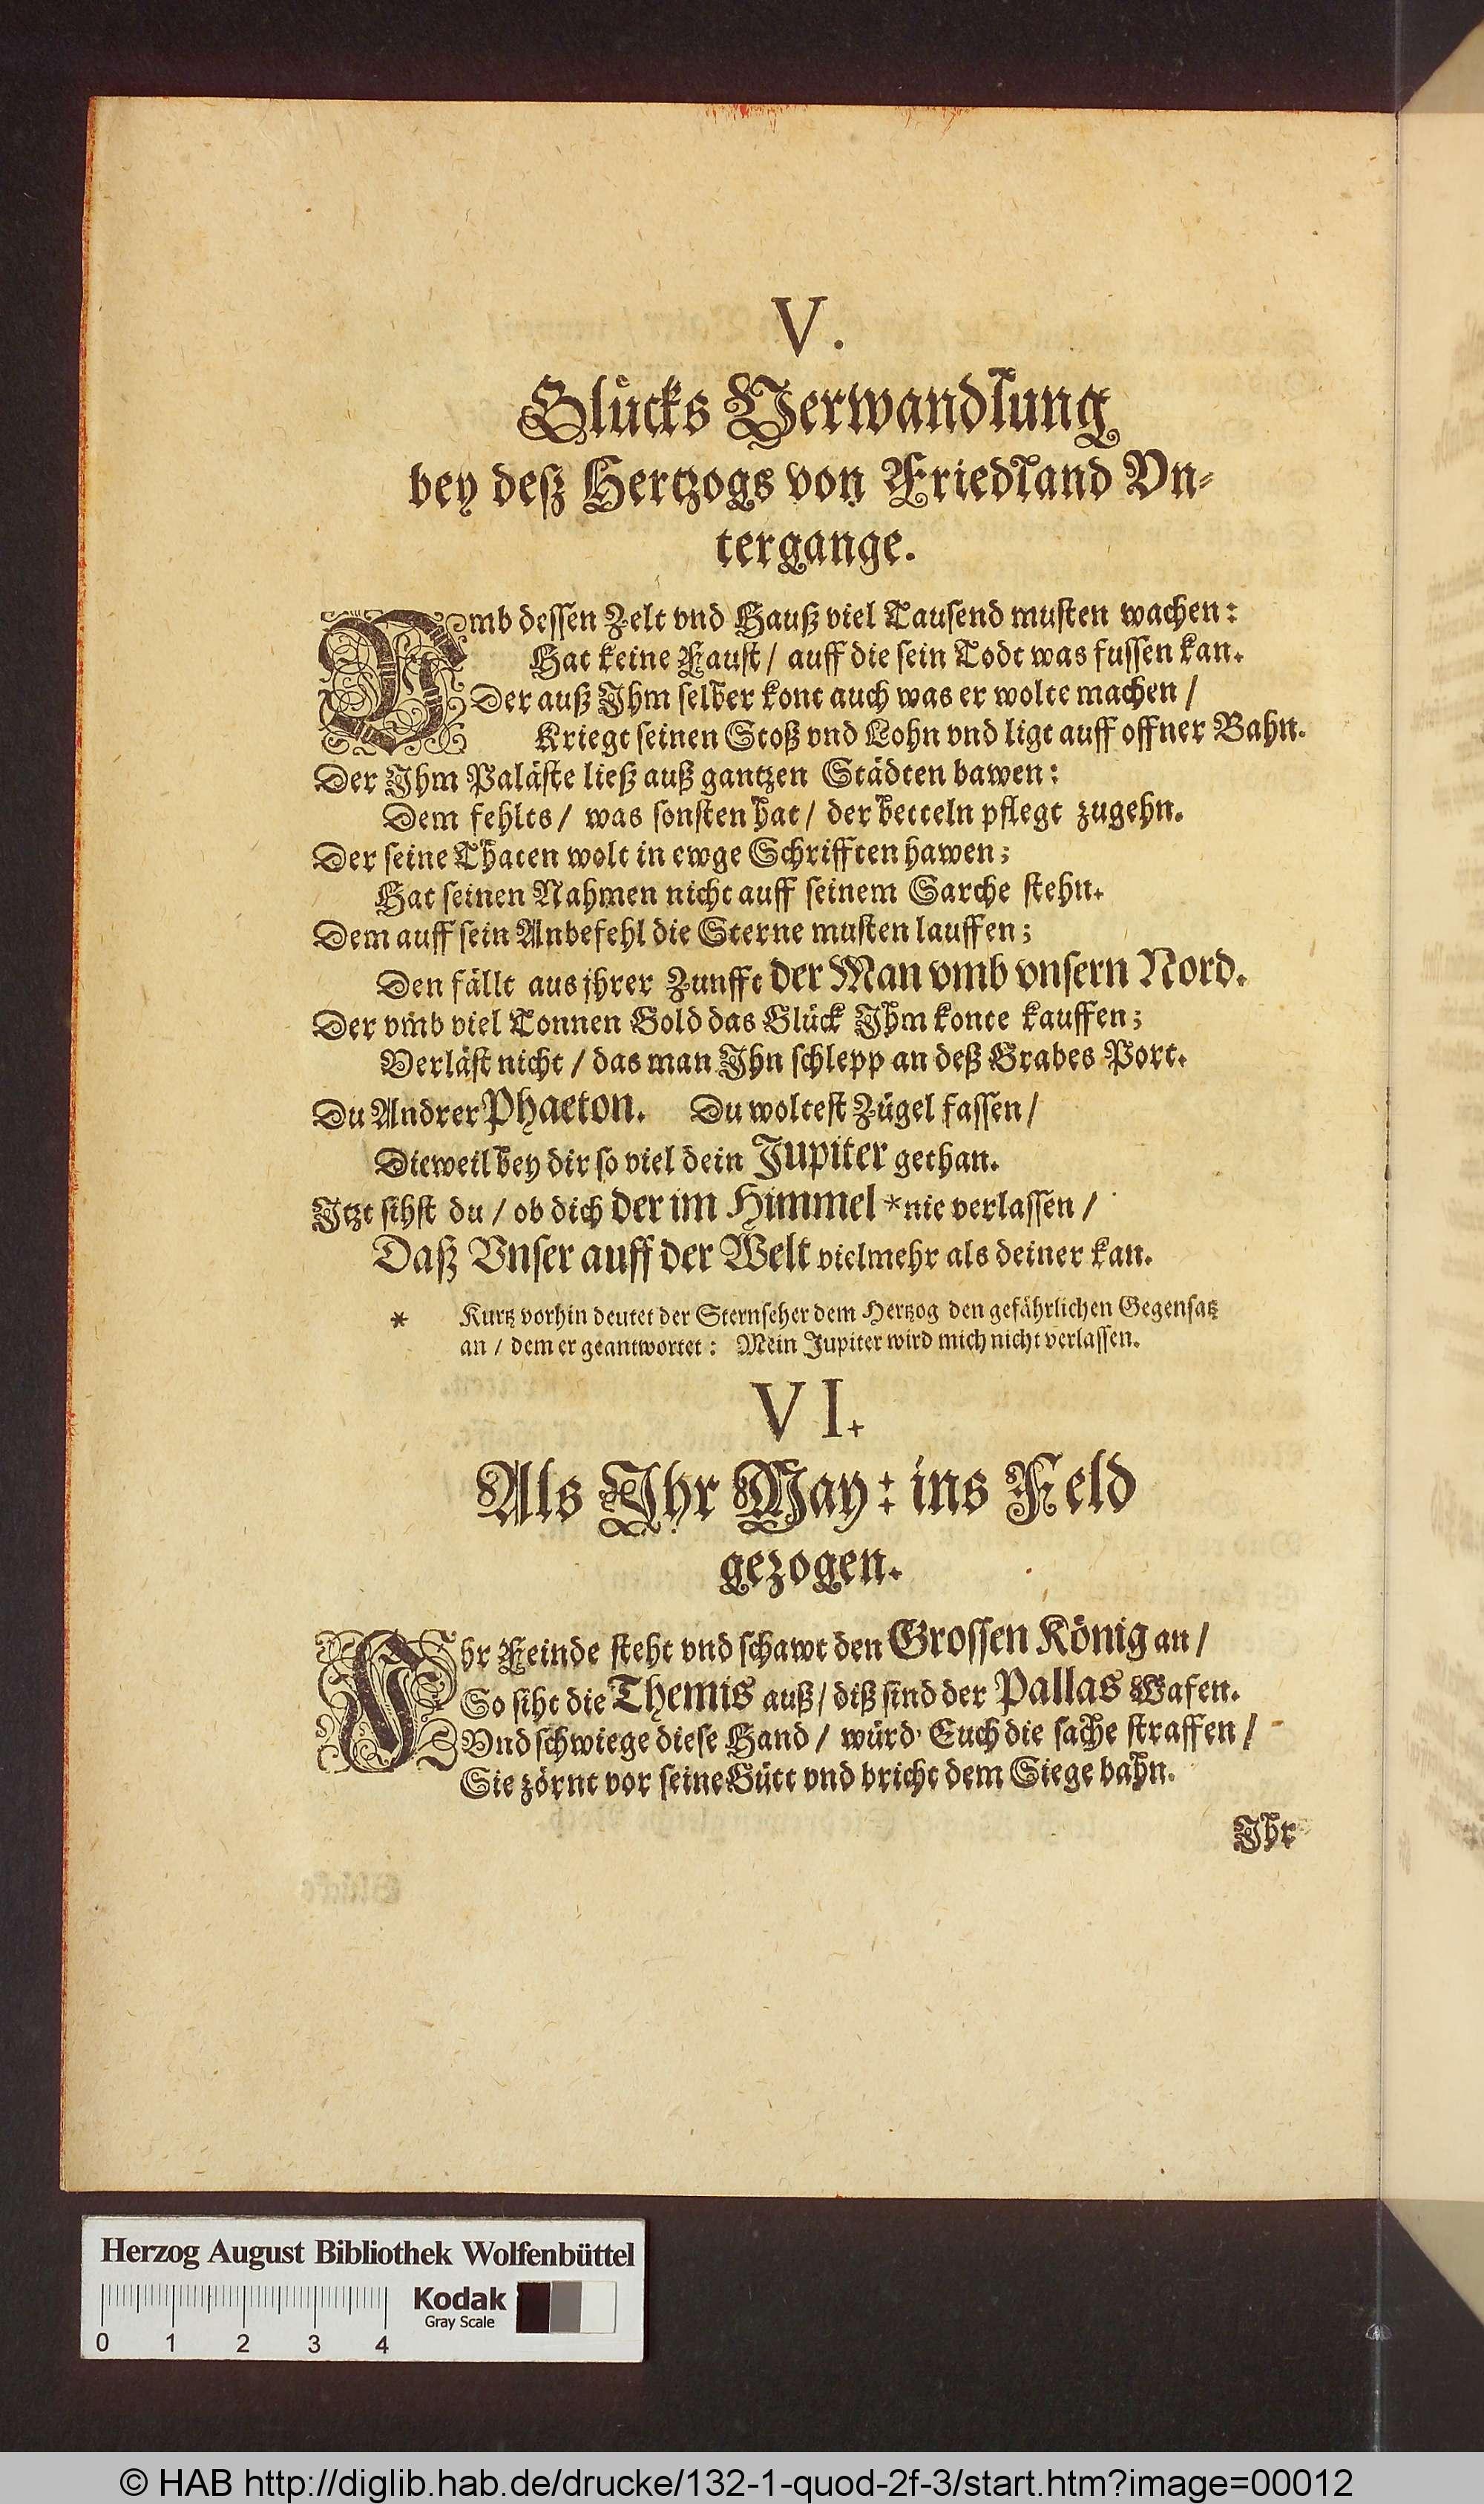 V.
Glücks Verwandlung
bey deß Hertzogs von Friedland Vn-
tergange.
Vmb dessen Zelt vnd Hauß viel Tausend musten wachen:
Hat keine Faust / auff die sein Todt was fussen kan.
Der auß Ihm selber kont auch was er wolte machen /
Kriegt seinen Stoß vnd Lohn vnd ligt auff offner Bahn.
Der Ihm Paläste ließ auß gantzen Städten bawen:
Dem fehlts / was sonsten hat / der betteln pflegt zugehn.
Der seine Thaten wolt in ewge Schrifften hawen;
Hat seinen Nahmen nicht auff seinem Sarche stehn.
Dem auff sein Anbefehl die Sterne musten lauffen;
Den fällt aus jhrer Zunfft der Man vmb vnsern Nord.
Der vmb viel Tonnen Gold das Glück Ihm konte kauffen;
Verläst nicht / das man Ihn schlepp an deß Grabes Port.
Du Andrer Phaeton. Du woltest Zügel fassen /
Dieweil bey dir so viel dein Jupiter gethan.
Itzt sihst du / ob dich der im Himmel * nie verlassen /
Daß Vnser auff der Welt vielmehr als deiner kan.
* Kurtz vorhin deutet der Sternseher dem Hertzog den gefährlichen Gegensatz
an / dem er geantwortet: Mein Jupiter wird mich nicht verlassen.
VI.
Als Ihr May: ins Feld
gezogen.
Ihr Feinde steht vnd schawt den Grossen König an /
So siht die Themis auß / diß sind der Pallas Wafen.
Vnd schwiege diese Hand / würd' Euch die sache straffen /
Sie zörnt vor seine Gütt vnd bricht dem Siege bahn.
Ihr
Herzog August Bibliothek Wolfenbüttel
Kodak
Gray Scale
0 1 2 3 4
© HAB http://diglib.hab.de/drucke/132-1-quod-2f-3/start.htm?image=00012